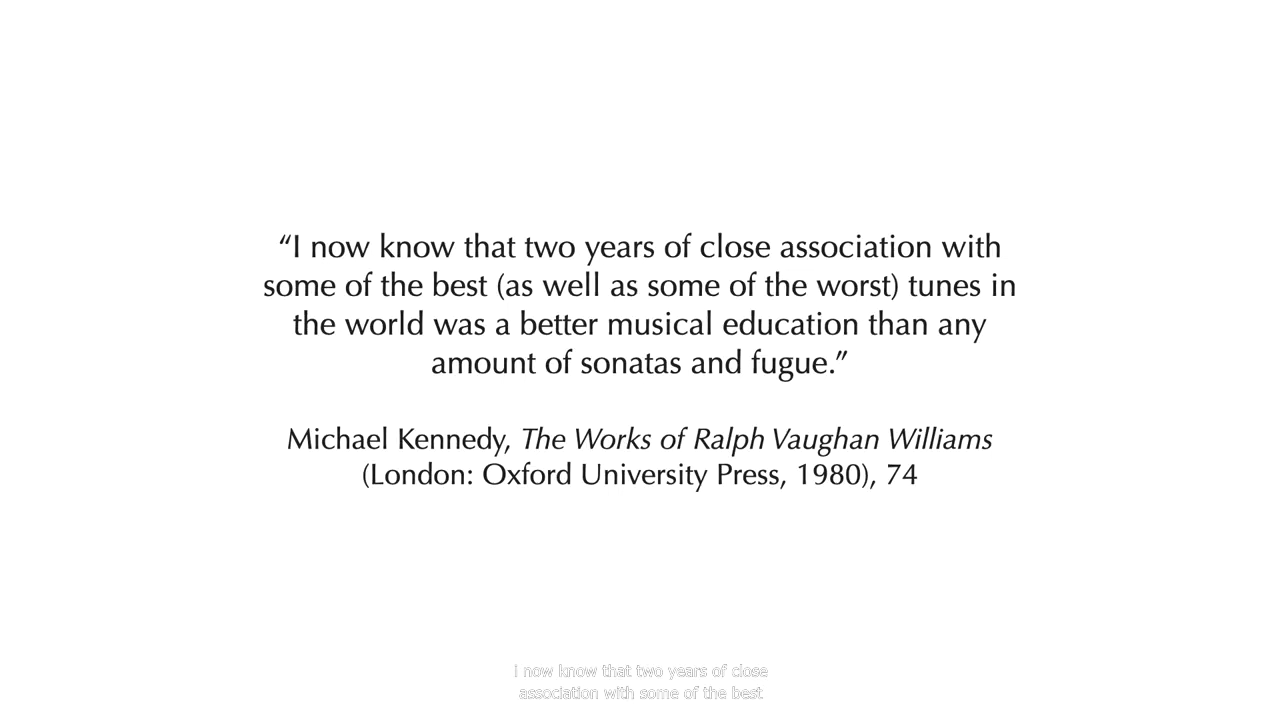 “I now know that two years of close association with
some of the best (as well as some of the worst) tunes in
the world was a better musical education than any
amount of sonatas and fugue.”
Michael Kennedy, The Works of Ralph Vaughan Williams
(London: Oxford University Press, 1980), 74
I now know that two years of close
association with some of the best